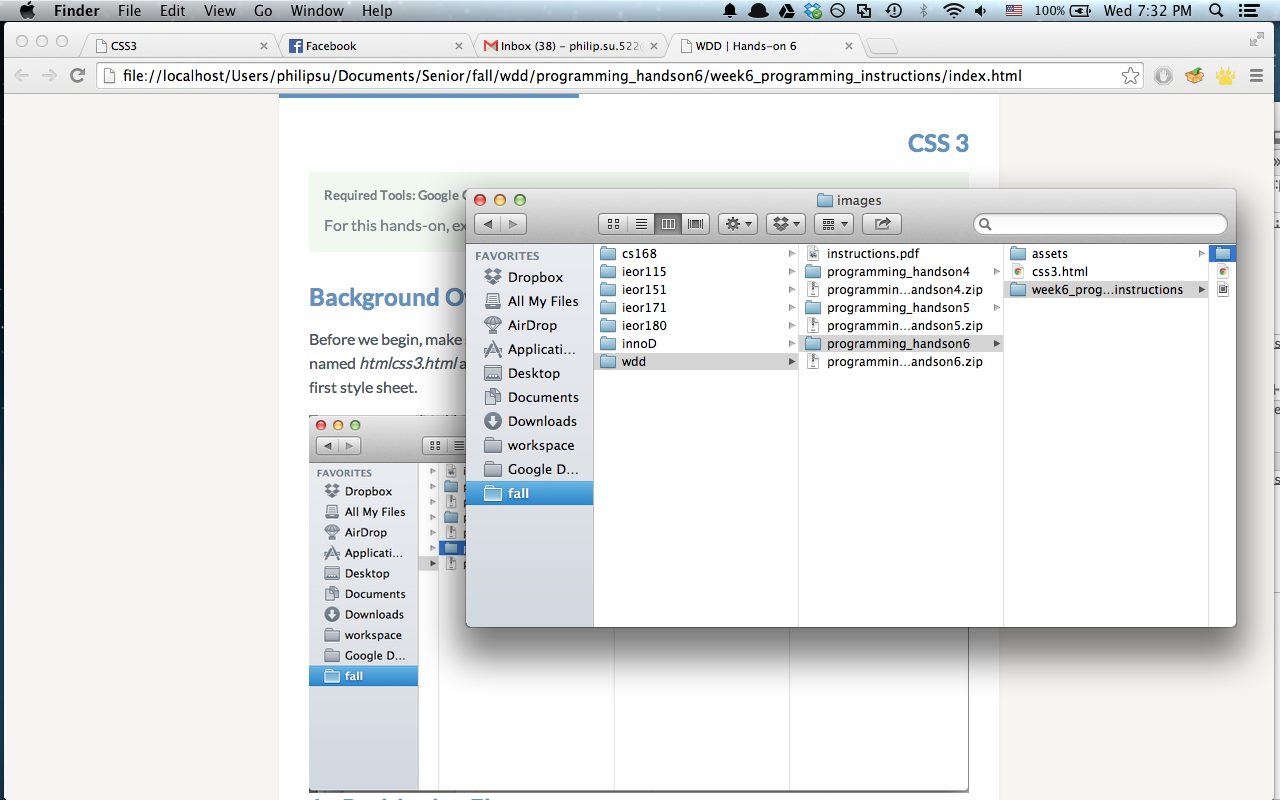 Finder File Edit View Go Window Help 100% Wed 7:32 PM
CSS3 Facebook Inbox (38) – philip.su.522 WDD | Hands-on 6
file://localhost/Users/philipsu/Documents/Senior/fall/wdd/programming_handson6/week6_programming_instructions/index.html
CSS 3
Required Tools: Google
For this hands-on, ex
Background
Before we begin, make
named htmlcss3.html
first style sheet.
FAVORITES
Dropbox
All My Files
AirDrop
Applicati...
Desktop
Documents
Downloads
workspace
Google D...
fall
images
FAVORITES
Dropbox
All My Files
AirDrop
Applicati...
Desktop
Documents
Downloads
workspace
Google D...
fall
cs168
ieor115
ieor151
ieor171
ieor180
innoD
wdd
instructions.pdf
programming_handson4
programmin...andson4.zip
programming_handson5
programmin...andson5.zip
programming_handson6
programmin...andson6.zip
assets
css3.html
week6_prog...instructions